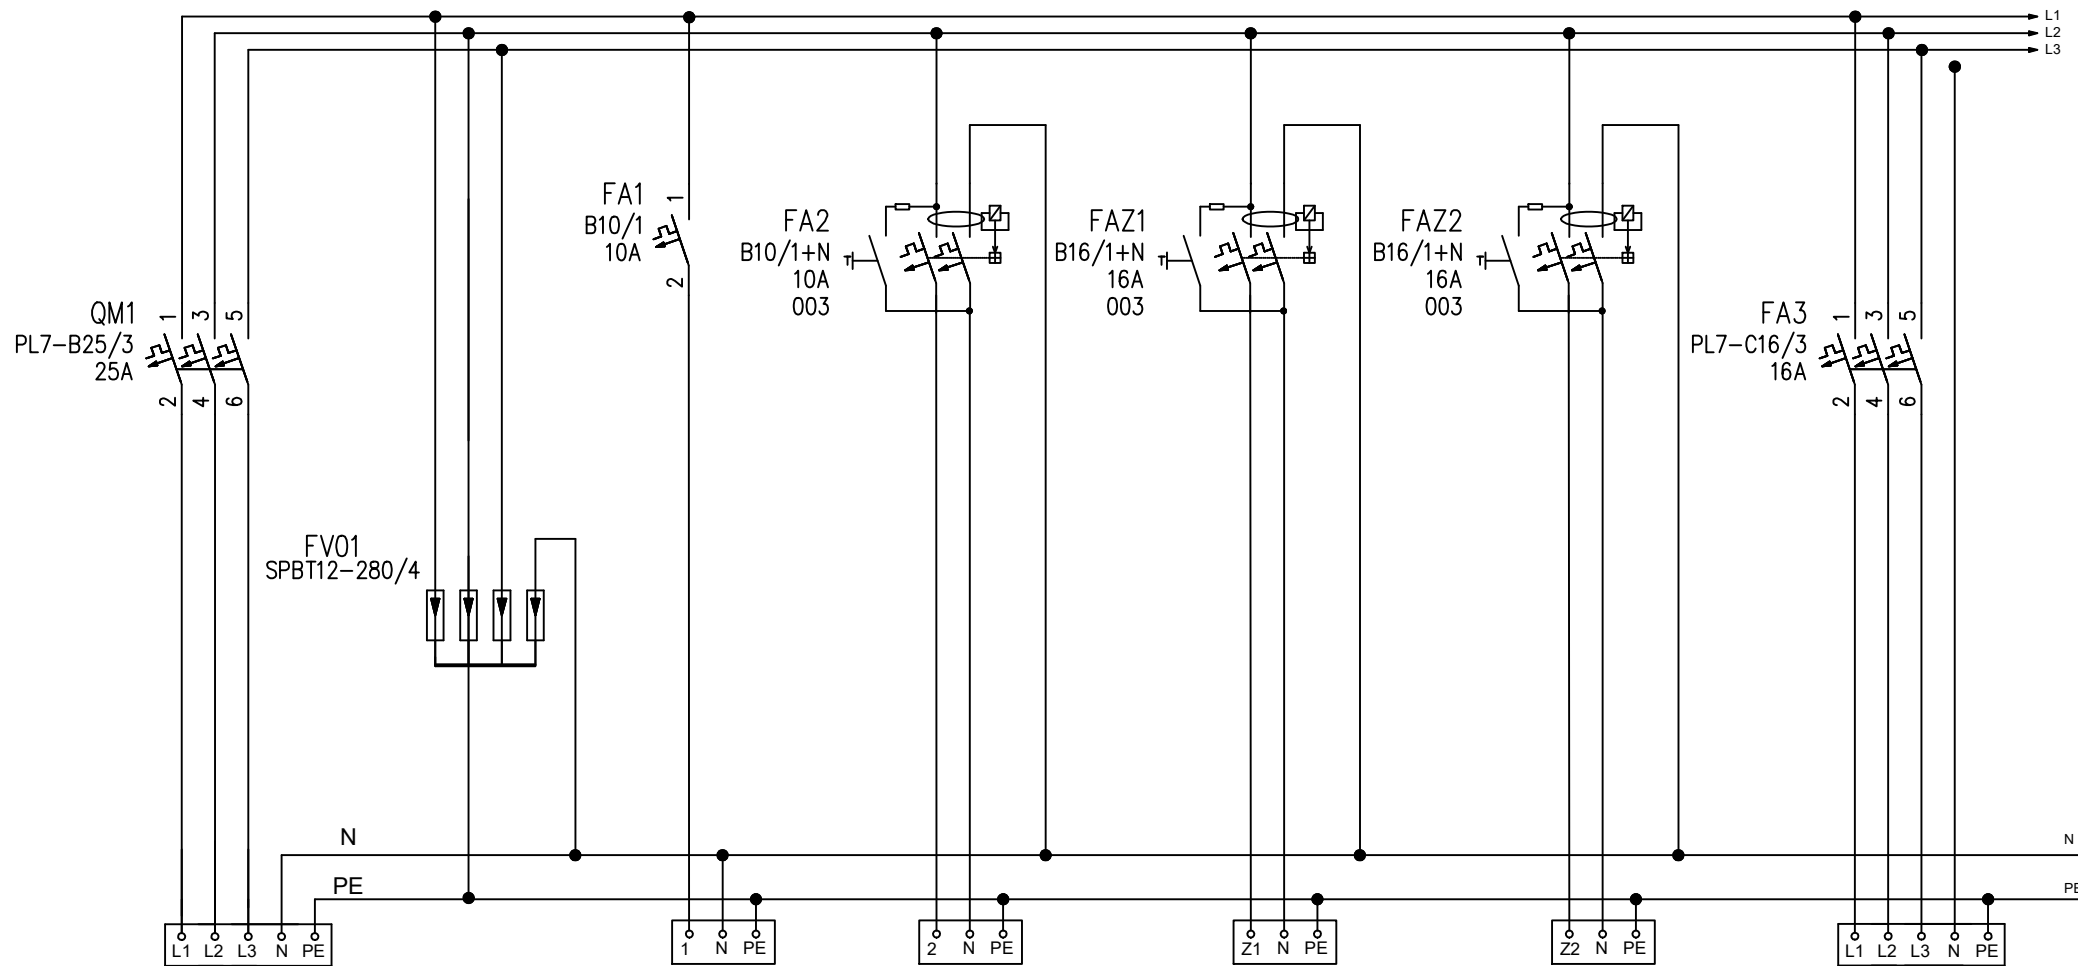 L1
L2
L3
FA1
B10/1
10A
1
2
FA2
B10/1+N
10A
003
T
FAZ1
B16/1+N
16A
003
T
FAZ2
B16/1+N
16A
003
T
QM1
PL7-B25/3
25A
1 3 5
2 4 6
FA3
PL7-C16/3
16A
1 3 5
2 4 6
FV01
SPBT12-280/4
N
N
PE
PE
L1 L2 L3 N PE
1 N PE
2 N PE
Z1 N PE
Z2 N PE
L1 L2 L3 N PE